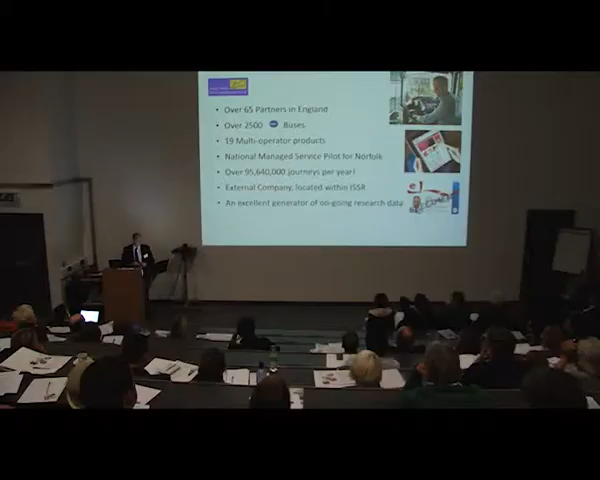 Over 65 Partners in England
Over 2500 Buses
19 Multi-operator products
National Managed Service Pilot for Norfolk
Over 95,640,000 journeys per year!
External Company, located within ISSR
An excellent generator of on-going research data